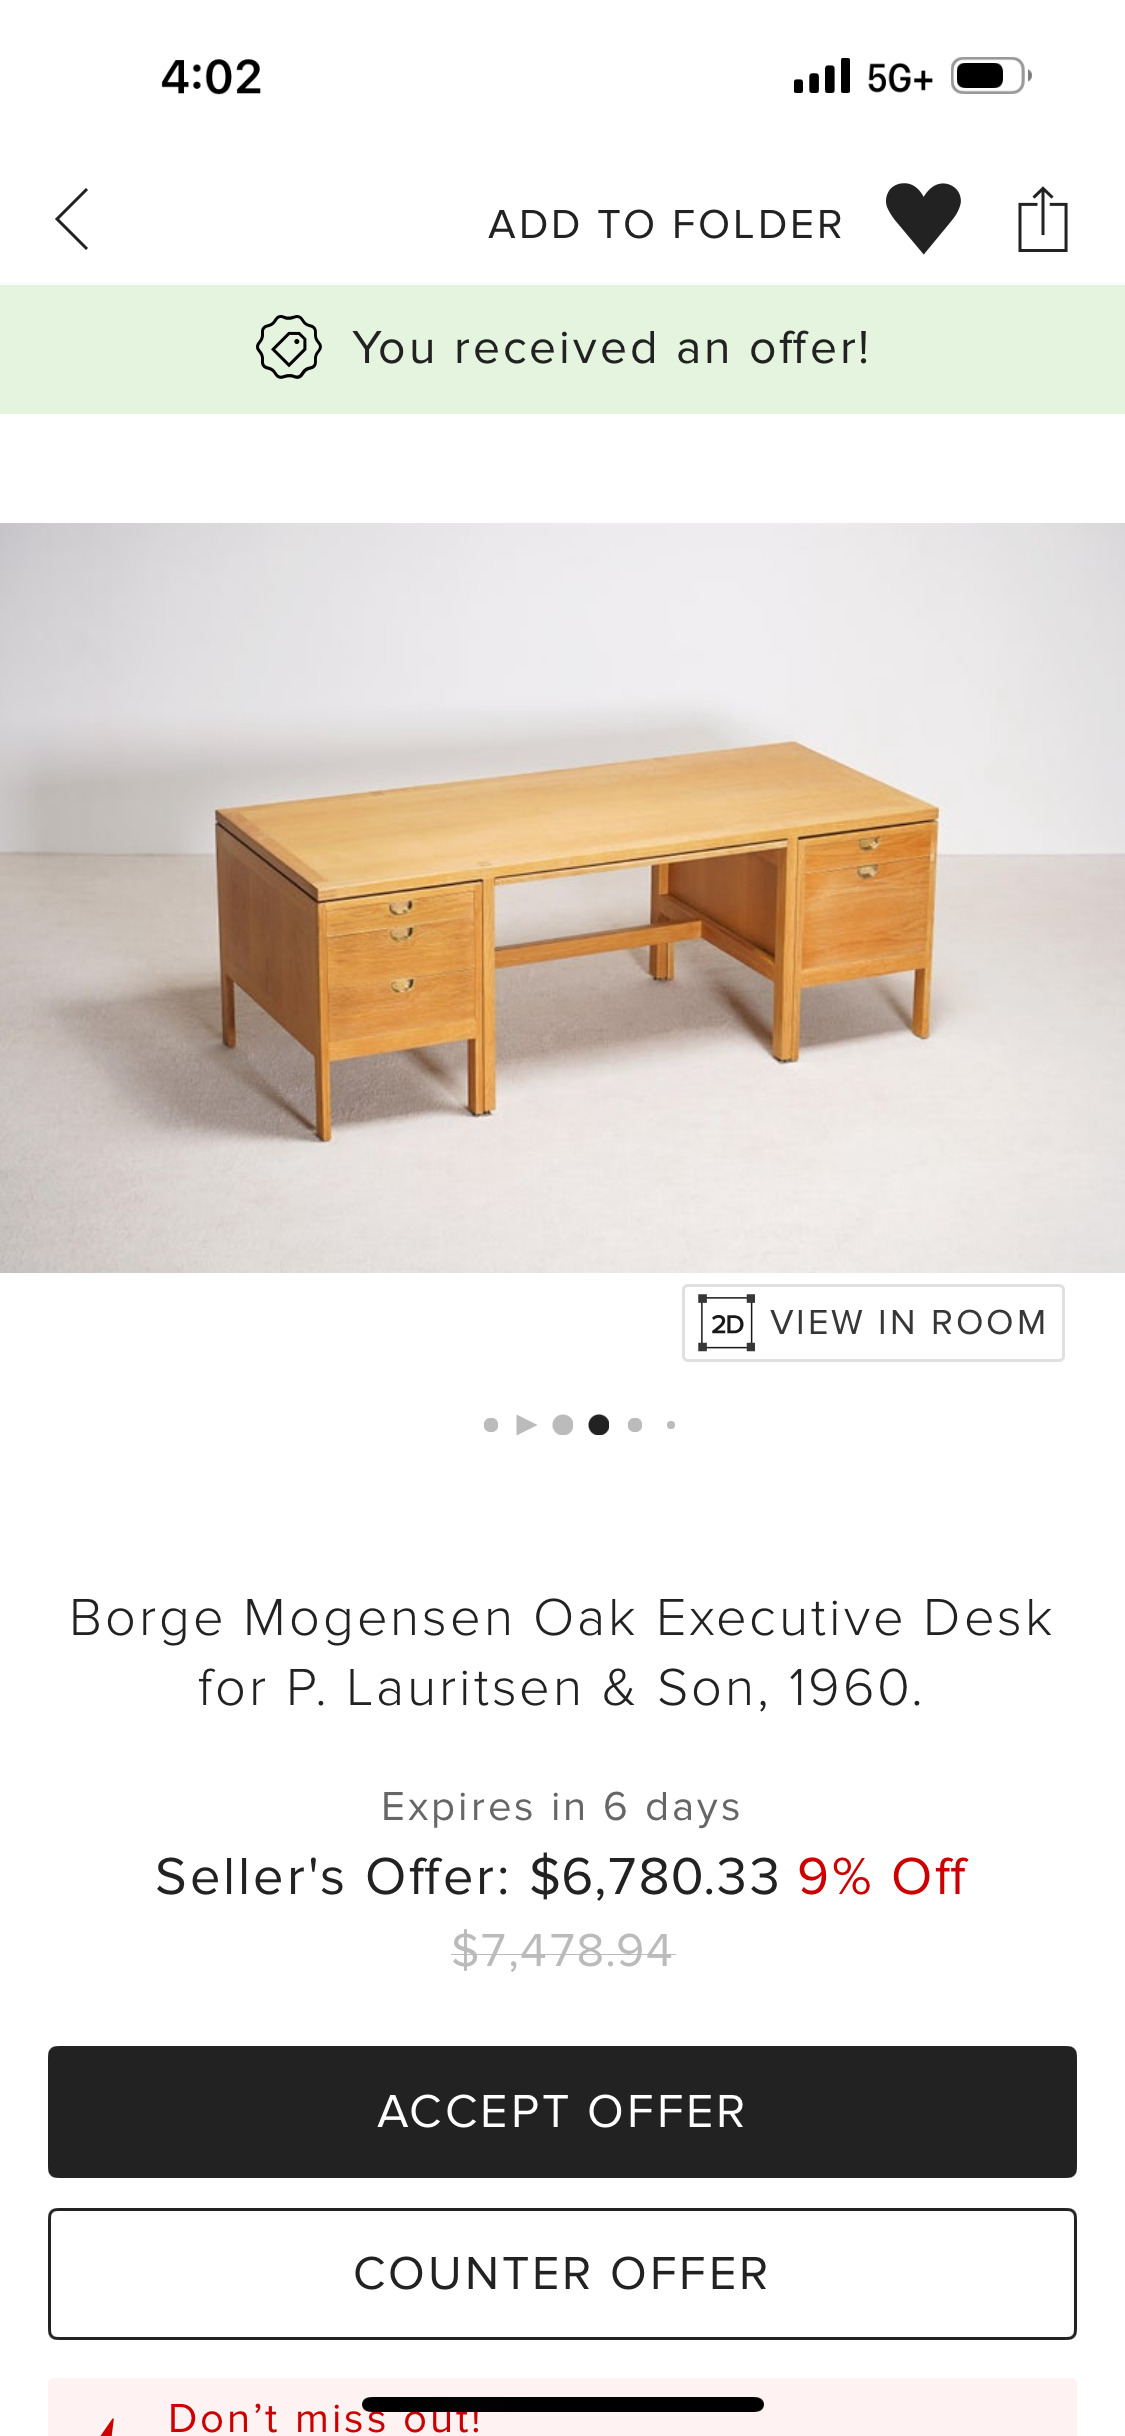 4:02
5G+
ADD TO FOLDER
You received an offer!
2D VIEW IN ROOM
Borge Mogensen Oak Executive Desk
for P. Lauritsen & Son, 1960.
Expires in 6 days
Seller's Offer: $6,780.33 9% Off
$7,478.94
ACCEPT OFFER
COUNTER OFFER
Don’t miss out!